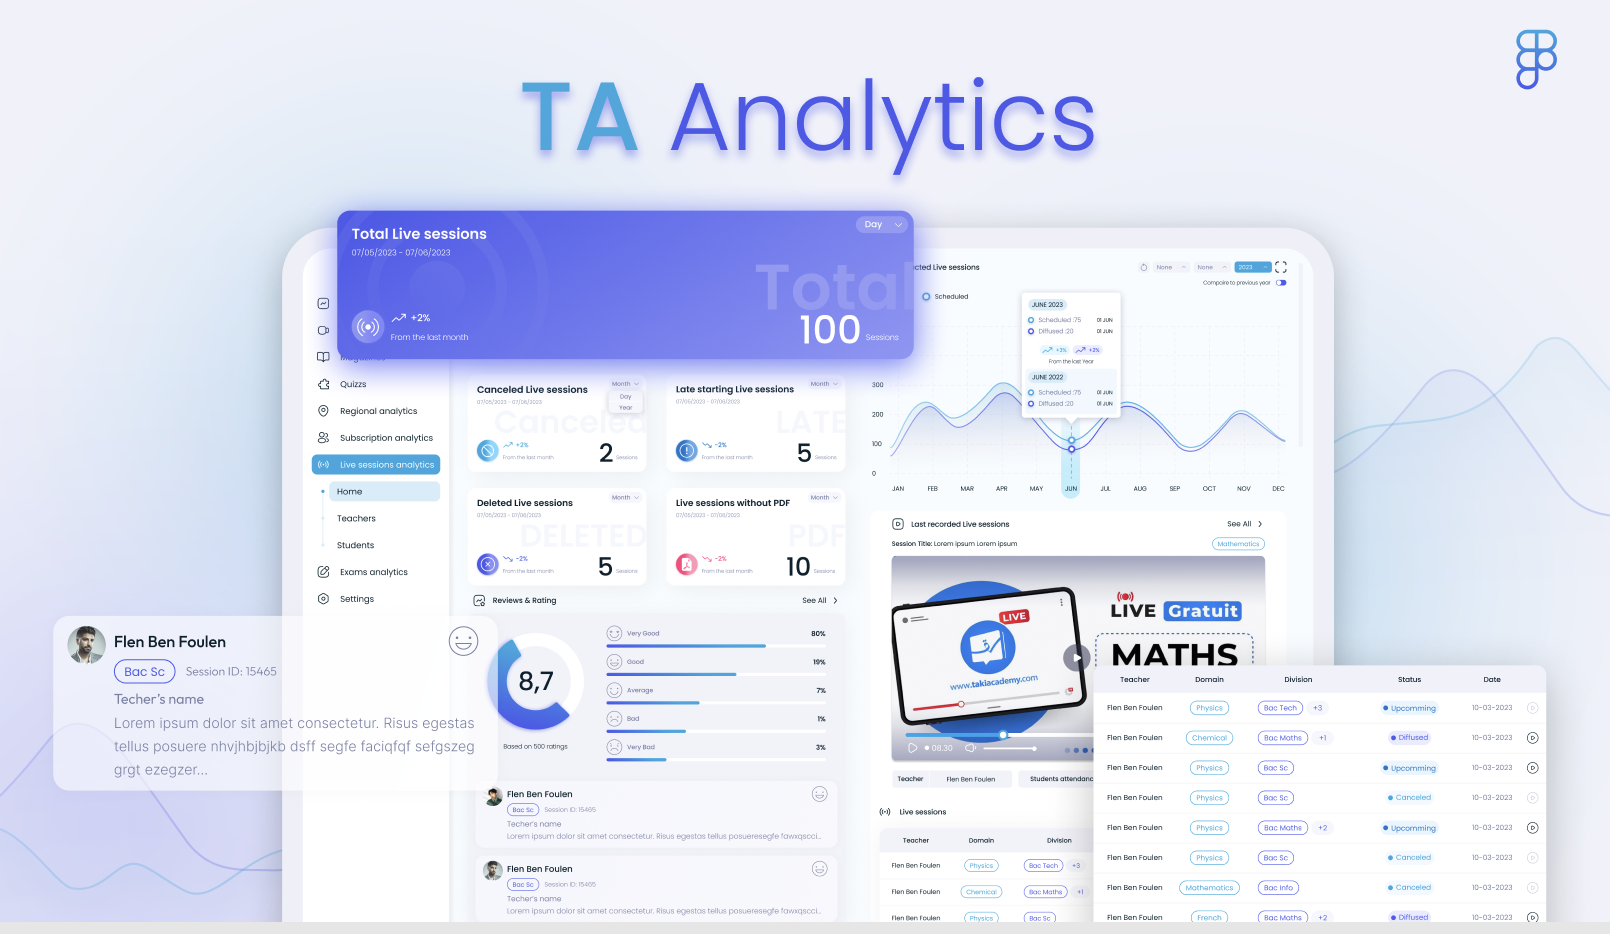 TA Analytics
Total Live sessions
07/05/2023 - 07/06/2023
Day
Total
+2%
From the last month
100 Sessions
Quizzs
Regional analytics
Subscription analytics
Live sessions analytics
Home
Teachers
Students
Exams analytics
Settings
Canceled Live sessions
07/05/2023 - 07/06/2023
Month
Day
Year
Canceled
+2%
From the last month
2 Sessions
Late starting Live sessions
07/05/2023 - 07/06/2023
Month
LATE
-2%
From the last month
5 Sessions
Deleted Live sessions
07/05/2023 - 07/06/2023
Month
DELETED
-2%
From the last month
5 Sessions
Live sessions without PDF
07/05/2023 - 07/06/2023
Month
PDF
-2%
From the last month
10 Sessions
Live sessions
None
None
2023
Compaire to previous year
Scheduled
JUNE 2023
Scheduled :75 01 JUN
Diffused :20 01 JUN
+3% +3%
From the last Year
JUNE 2022
Scheduled :75 01 JUN
Diffused :20 01 JUN
300
200
100
0
JAN FEB MAR APR MAY JUN JUL AUG SEP OCT NOV DEC
Reviews & Rating
See All
8,7
Based on 500 ratings
Very Good 80%
Good 19%
Average 7%
Bad 1%
Very Bad 3%
Flen Ben Foulen
Bac Sc Session ID: 15465
Techer's name
Lorem ipsum dolor sit amet consectetur. Risus egestas
tellus posuere nhvjhbjbjkb dsff segfe faciqfqf sefgszeg
grgt ezegzer...
Flen Ben Foulen
Bac Sc Session ID: 15465
Techer's name
Lorem ipsum dolor sit amet consectetur. Risus egestas tellus posueresegfe fawxqscci...
Flen Ben Foulen
Bac Sc Session ID: 15465
Techer's name
Lorem ipsum dolor sit amet consectetur. Risus egestas tellus posueresegfe fawxqscci...
Last recorded Live sessions
See All
Session Title: Lorem ipsum Lorem ipsum
Mathematics
LIVE
www.takiacademy.com
LIVE Gratuit
MATHS
08.30
Teacher Flen Ben Foulen
Students attendanc
Live sessions
Teacher Domain Division
Flen Ben Foulen Physics Bac Tech +3
Flen Ben Foulen Chemical Bac Maths +1
Flen Ben Foulen Physics Bac Sc
Teacher Domain Division Status Date
Flen Ben Foulen Physics Bac Tech +3 Upcomming 10-03-2023
Flen Ben Foulen Chemical Bac Maths +1 Diffused 10-03-2023
Flen Ben Foulen Physics Bac Sc Upcomming 10-03-2023
Flen Ben Foulen Physics Bac Sc Canceled 10-03-2023
Flen Ben Foulen Physics Bac Maths +2 Upcomming 10-03-2023
Flen Ben Foulen Physics Bac Sc Canceled 10-03-2023
Flen Ben Foulen Mathematics Bac Info Canceled 10-03-2023
Flen Ben Foulen French Bac Maths +2 Diffused 10-03-2023